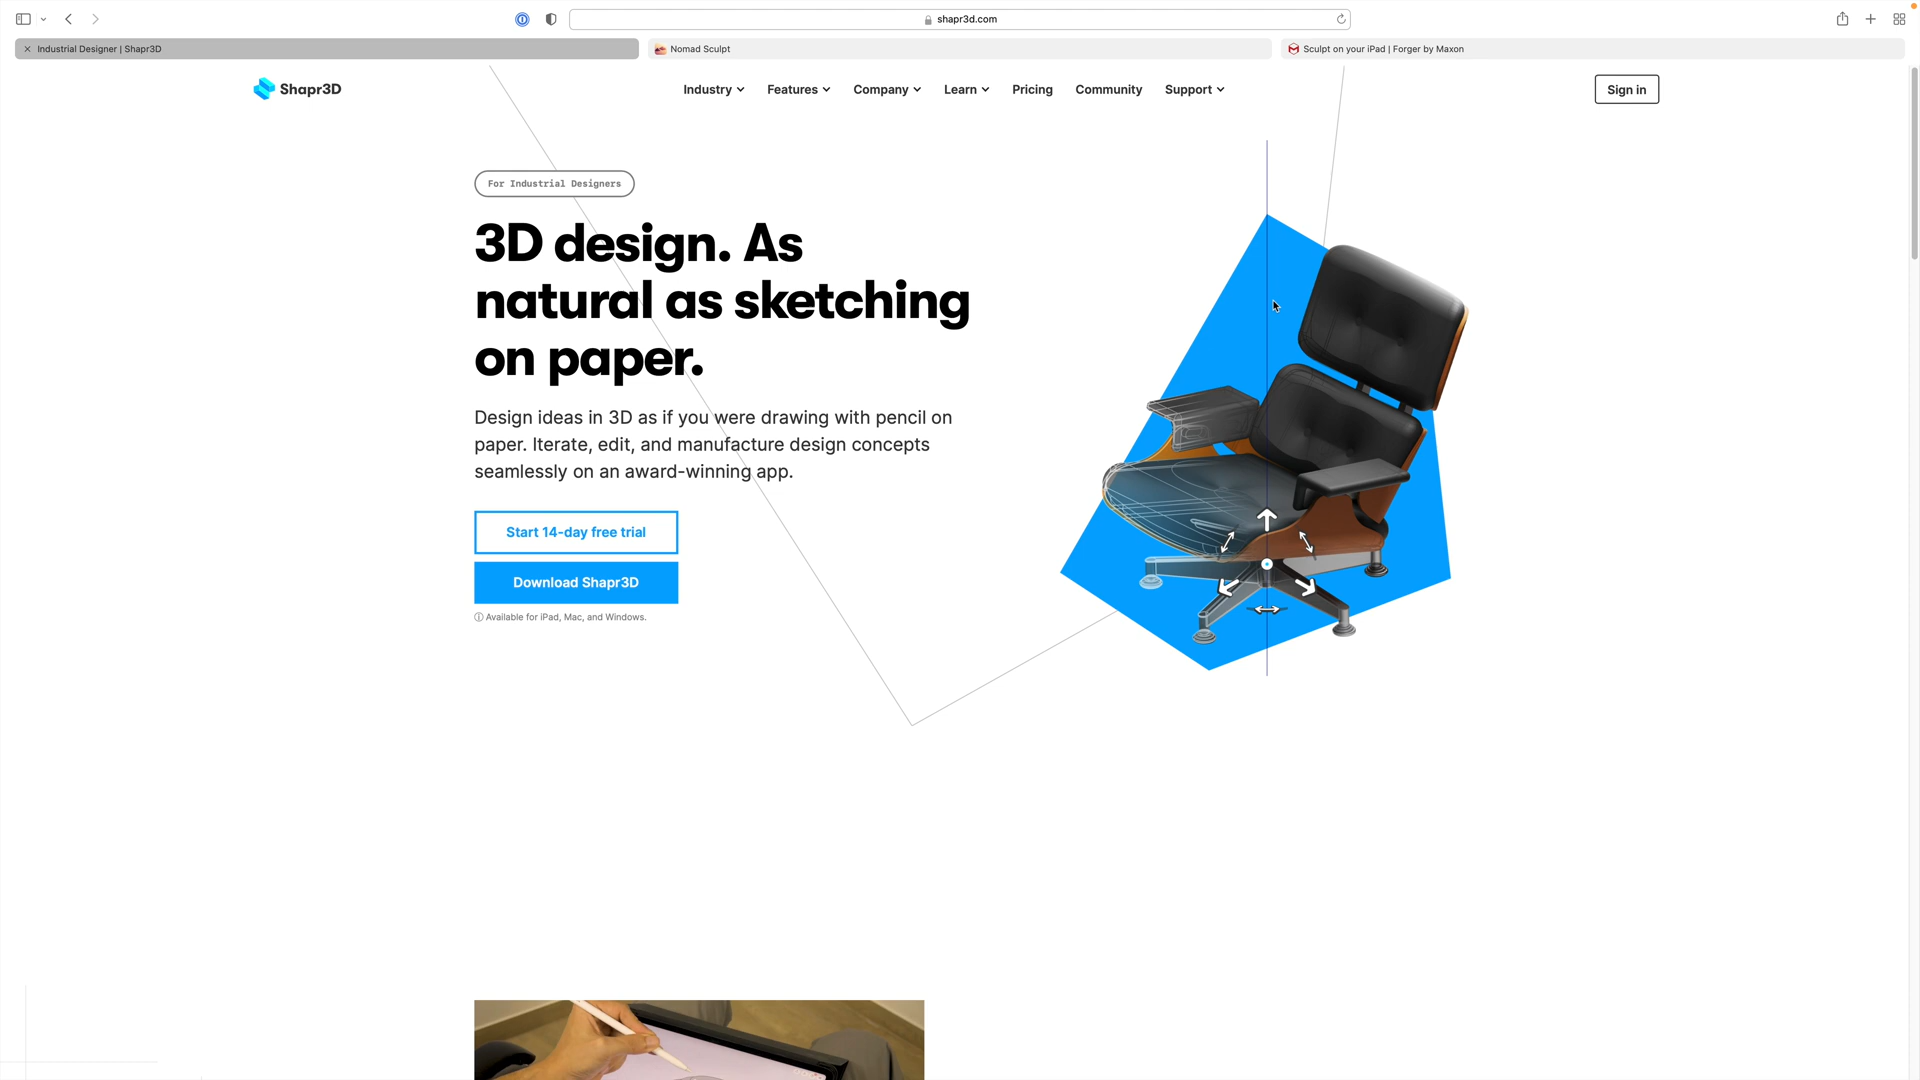 shapr3d.com
Industrial Designer | Shapr3D
Nomad Sculpt
Sculpt on your iPad | Forger by Maxon
Shapr3D
Industry
Features
Company
Learn
Pricing
Community
Support
Sign in
For Industrial Designers
3D design. As
natural as sketching
on paper.
Design ideas in 3D as if you were drawing with pencil on
paper. Iterate, edit, and manufacture design concepts
seamlessly on an award-winning app.
Start 14-day free trial
Download Shapr3D
Available for iPad, Mac, and Windows.